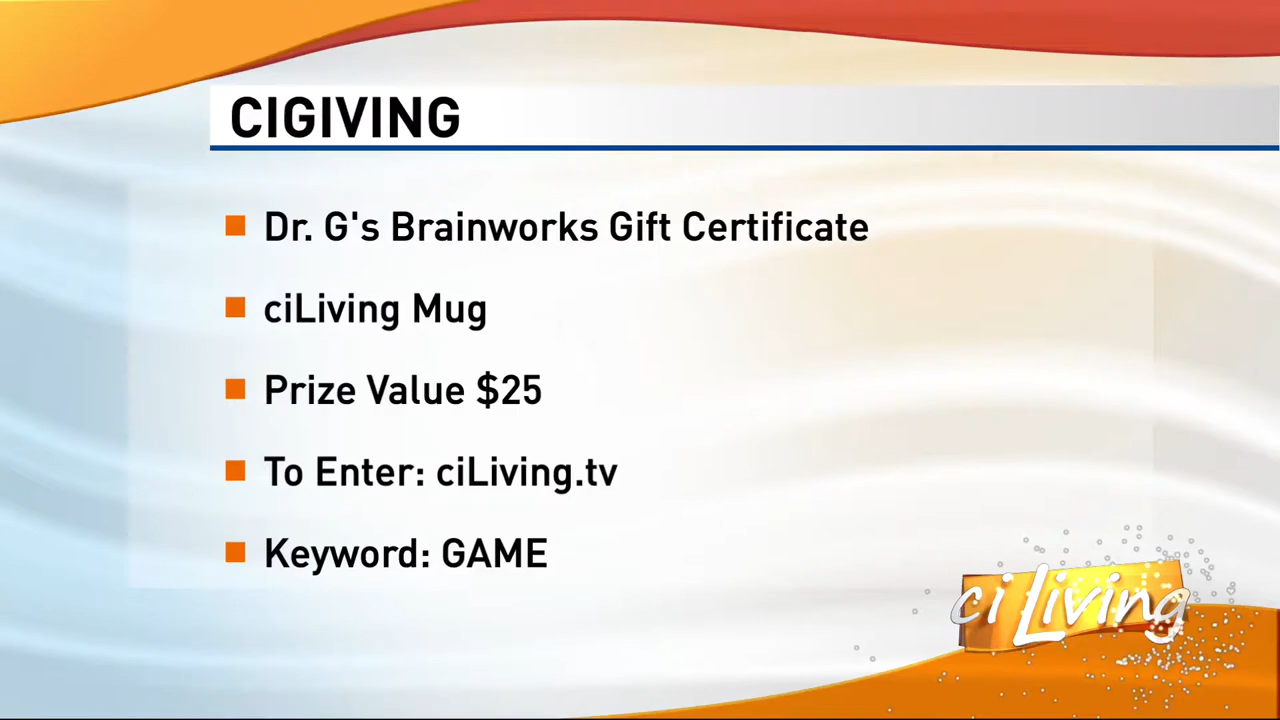 CIGIVING
Dr. G's Brainworks Gift Certificate
ciLiving Mug
Prize Value $25
To Enter: ciLiving.tv
Keyword: GAME
ci Living